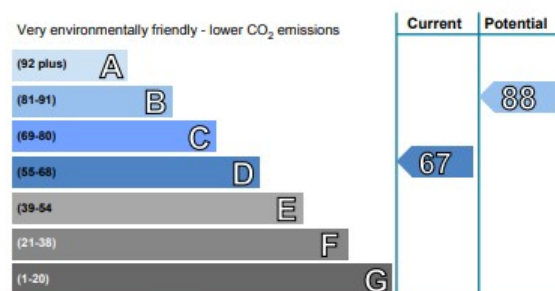 Very environmentally friendly - lower CO2 emissions
Current
Potential
(92 plus) A
(81-91) B
88
(69-80) C
(55-68) D
67
(39-54 E
(21-38) F
(1-20) G